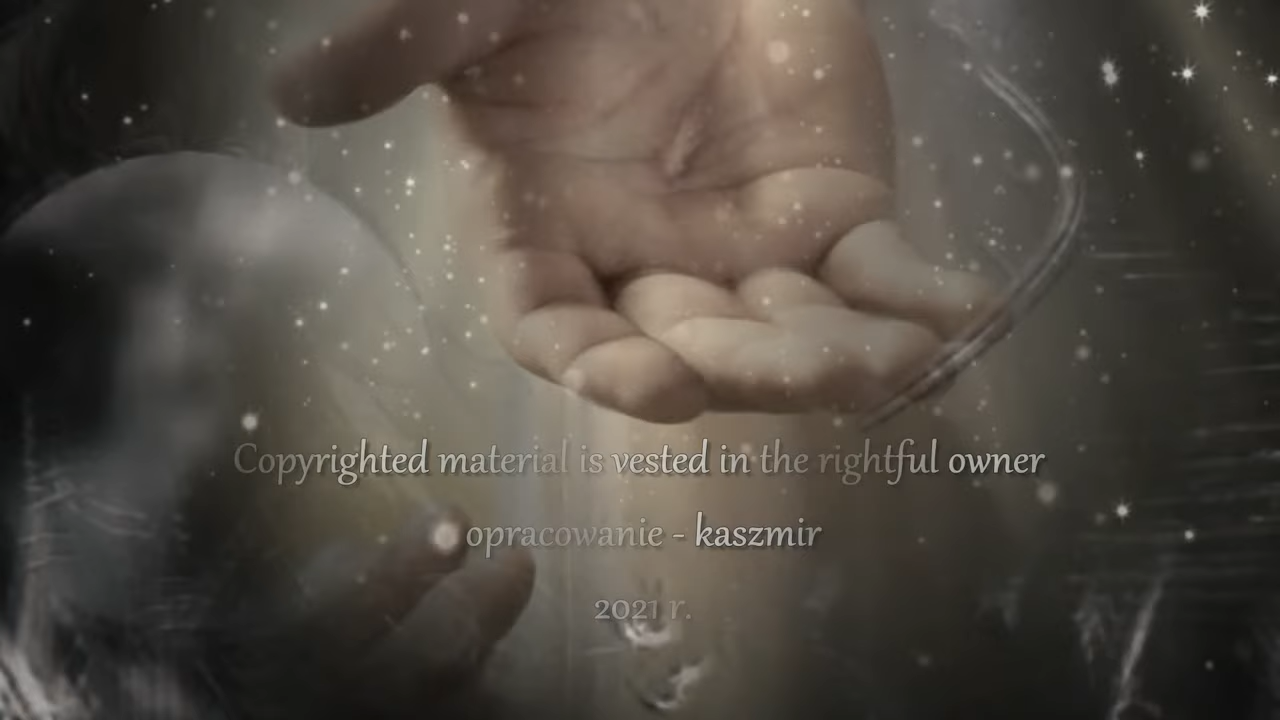 Copyrighted material is vested in the rightful owner
opracowanie - kaszmir
2021 r.